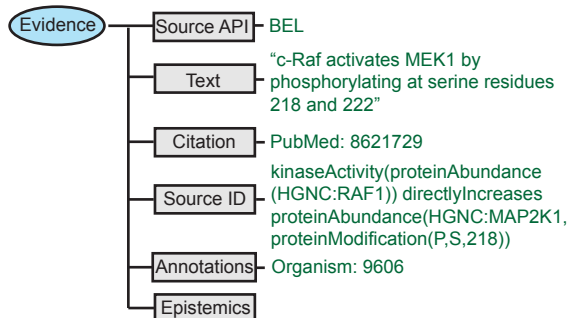 Evidence
Source API
BEL
Text
“c-Raf activates MEK1 by
phosphorylating at serine residues
218 and 222”
Citation
PubMed: 8621729
Source ID
kinaseActivity(proteinAbundance
(HGNC:RAF1)) directlyIncreases
proteinAbundance(HGNC:MAP2K1,
proteinModification(P,S,218))
Annotations
Organism: 9606
Epistemics